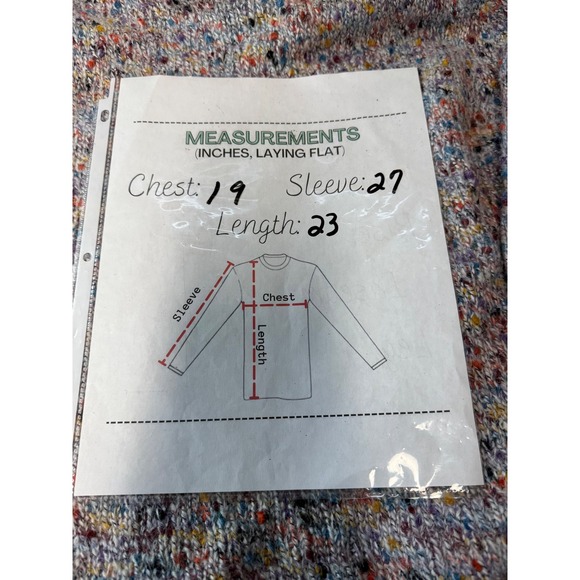 MEASUREMENTS
(INCHES, LAYING FLAT)
Chest: 19 Sleeve: 27
Length: 23
Sleeve
Chest
Length